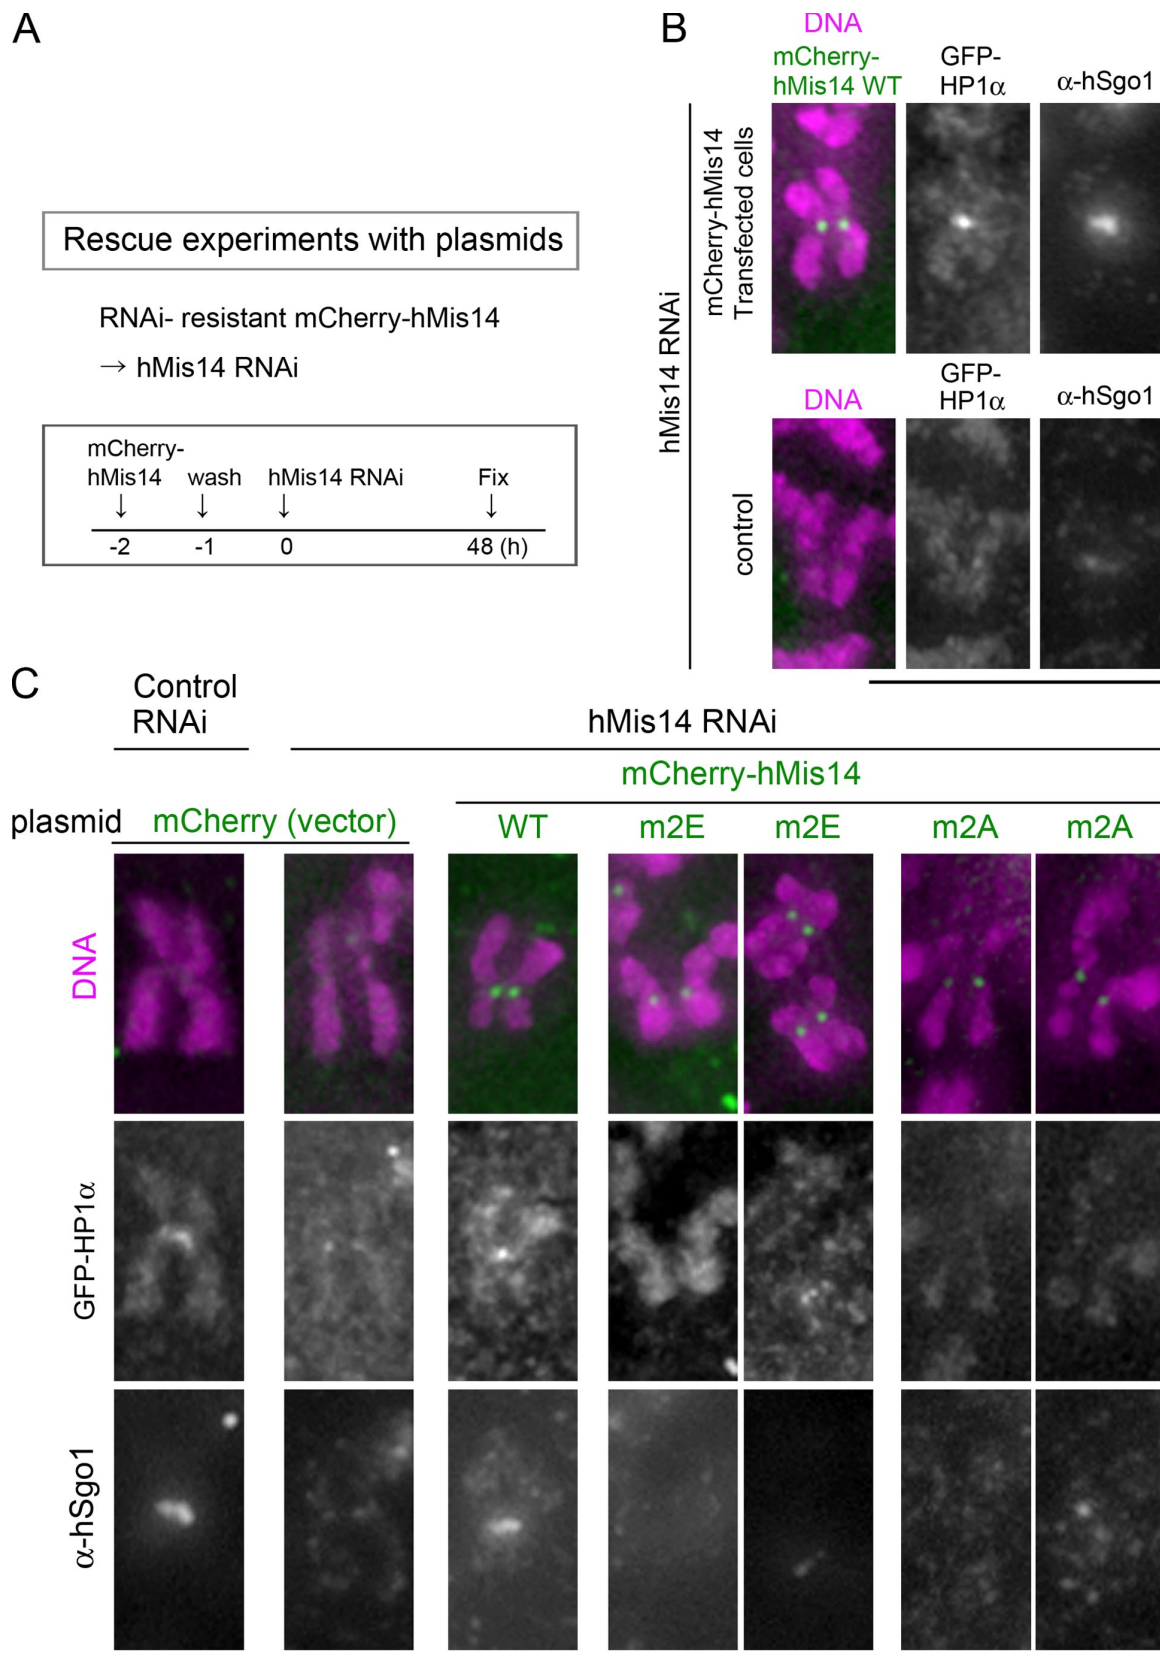 A
Rescue experiments with plasmids
RNAi- resistant mCherry-hMis14
→ hMis14 RNAi
mCherry-
hMis14 wash hMis14 RNAi Fix
↓ ↓ ↓ ↓
-2 -1 0 48 (h)
B
DNA
mCherry-
hMis14 WT
GFP-
HP1α
α-hSgo1
hMis14 RNAi
mCherry-hMis14
Transfected cells
DNA
GFP-
HP1α
α-hSgo1
control
C
Control
RNAi
hMis14 RNAi
mCherry-hMis14
plasmid mCherry (vector) WT m2E m2E m2A m2A
DNA
GFP-HP1α
α-hSgo1